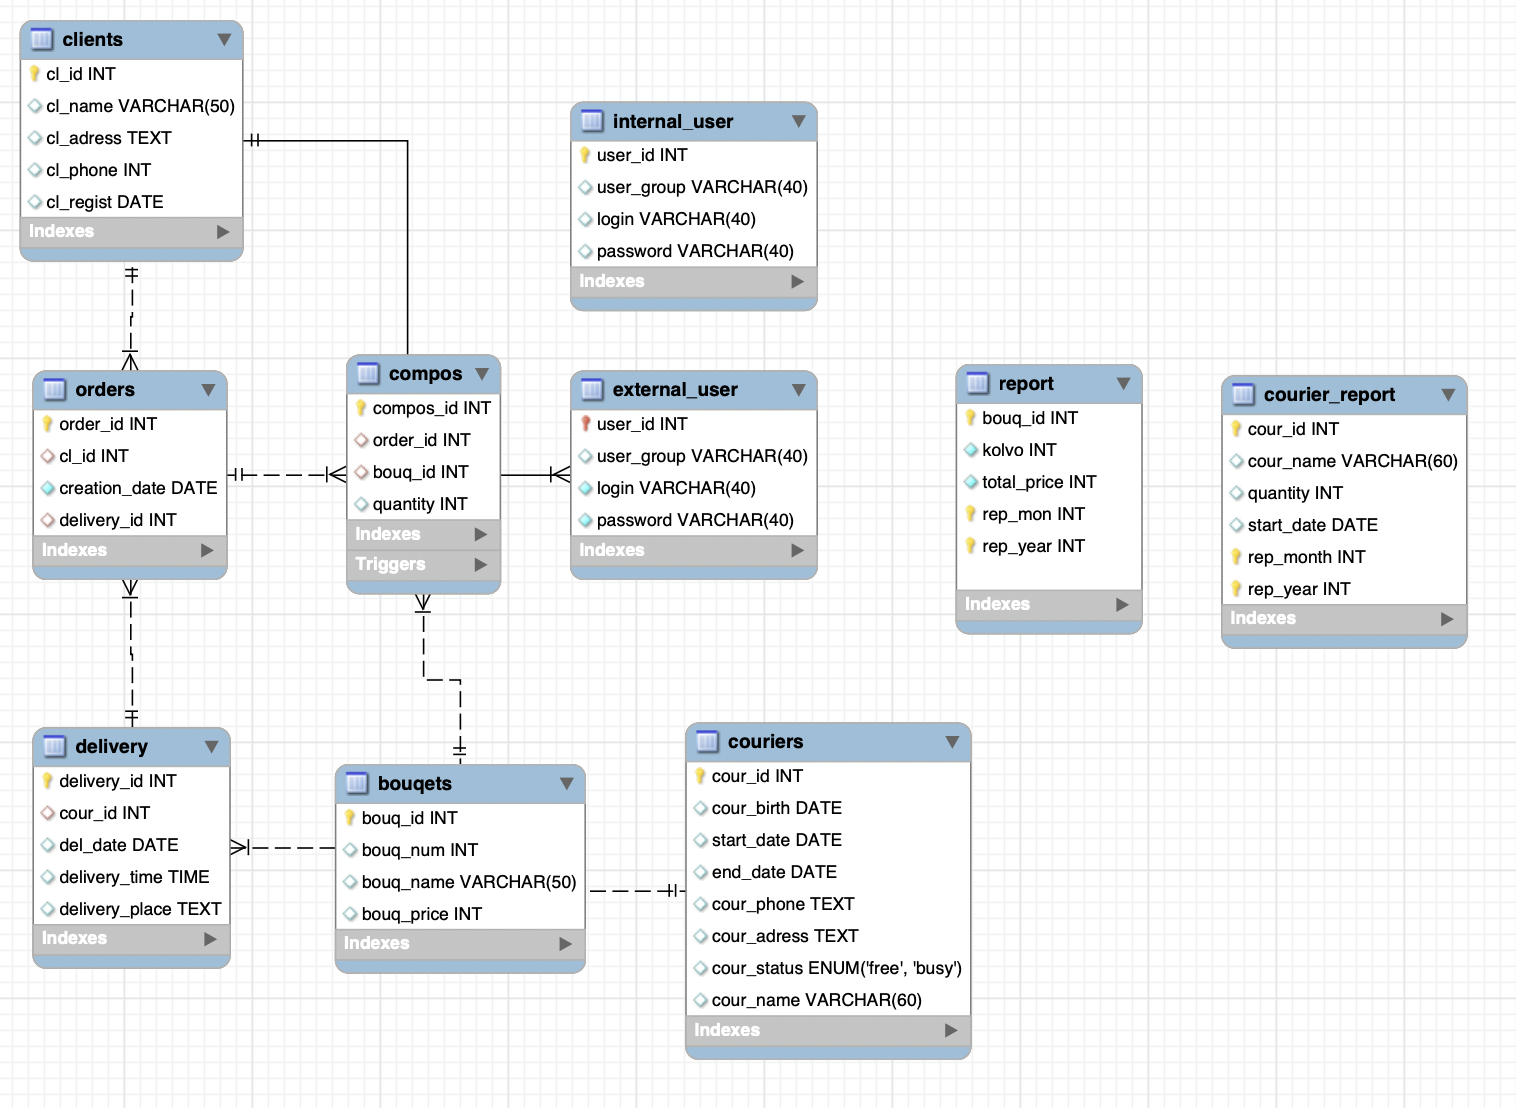 clients
cl_id INT
cl_name VARCHAR(50)
cl_adress TEXT
cl_phone INT
cl_regist DATE
Indexes
internal_user
user_id INT
user_group VARCHAR(40)
login VARCHAR(40)
password VARCHAR(40)
Indexes
orders
order_id INT
cl_id INT
creation_date DATE
delivery_id INT
Indexes
compos
compos_id INT
order_id INT
bouq_id INT
quantity INT
Indexes
Triggers
external_user
user_id INT
user_group VARCHAR(40)
login VARCHAR(40)
password VARCHAR(40)
Indexes
report
bouq_id INT
kolvo INT
total_price INT
rep_mon INT
rep_year INT
Indexes
courier_report
cour_id INT
cour_name VARCHAR(60)
quantity INT
start_date DATE
rep_month INT
rep_year INT
Indexes
delivery
delivery_id INT
cour_id INT
del_date DATE
delivery_time TIME
delivery_place TEXT
Indexes
bouqets
bouq_id INT
bouq_num INT
bouq_name VARCHAR(50)
bouq_price INT
Indexes
couriers
cour_id INT
cour_birth DATE
start_date DATE
end_date DATE
cour_phone TEXT
cour_adress TEXT
cour_status ENUM('free', 'busy')
cour_name VARCHAR(60)
Indexes